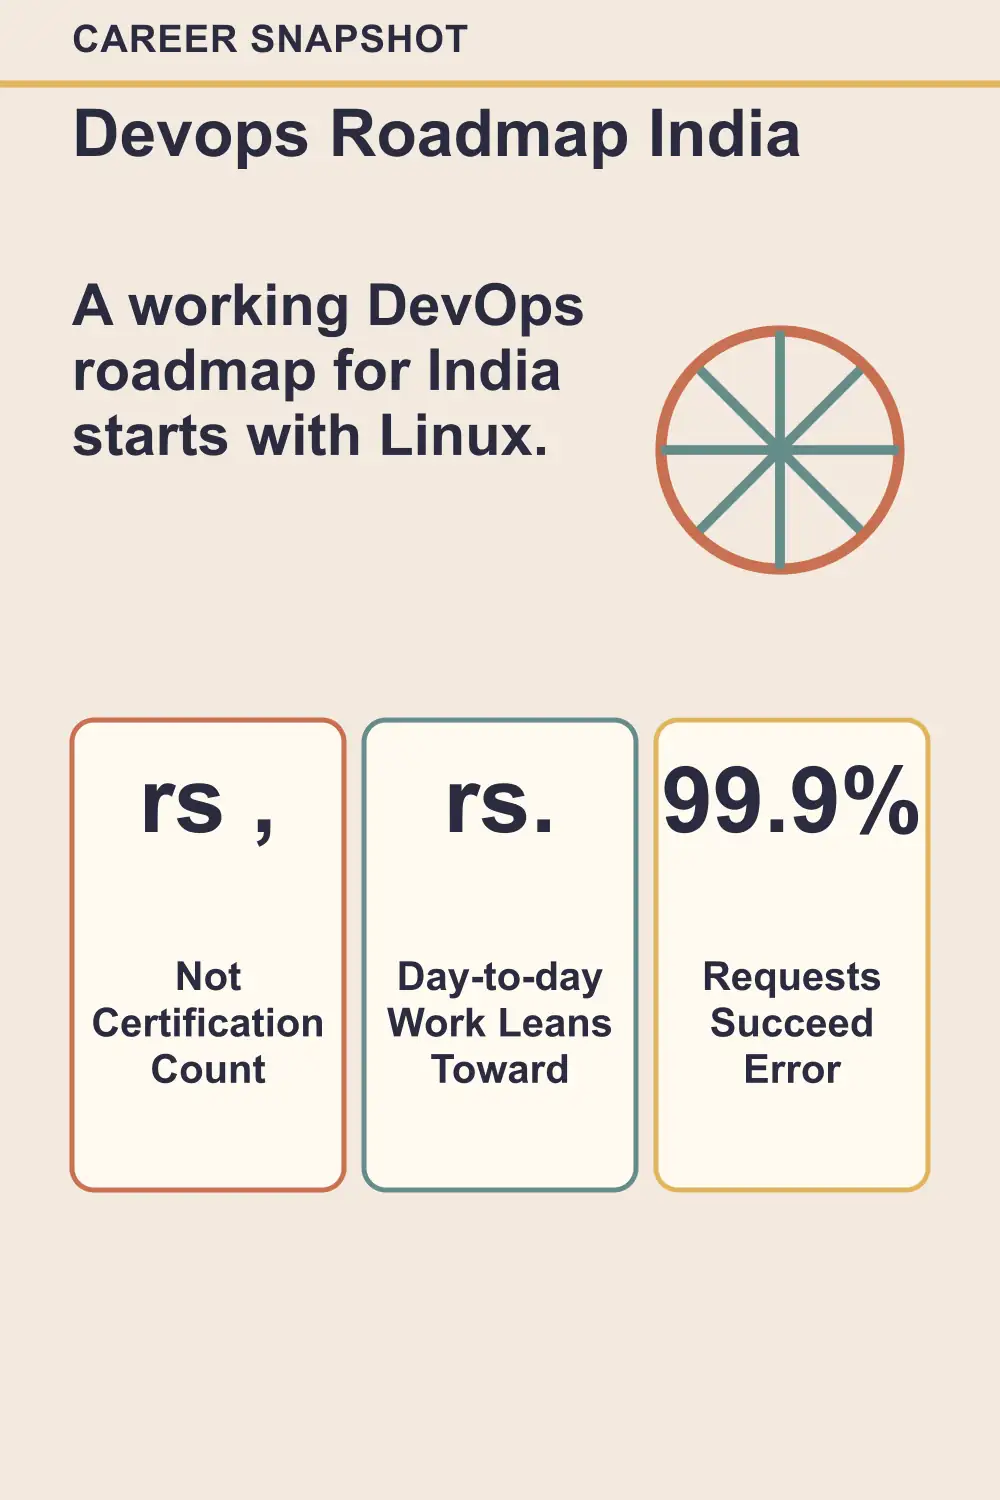 CAREER SNAPSHOT
Devops Roadmap India
A working DevOps
roadmap for India
starts with Linux.
rs ,
Not
Certification
Count
rs.
Day-to-day
Work Leans
Toward
99.9%
Requests
Succeed
Error